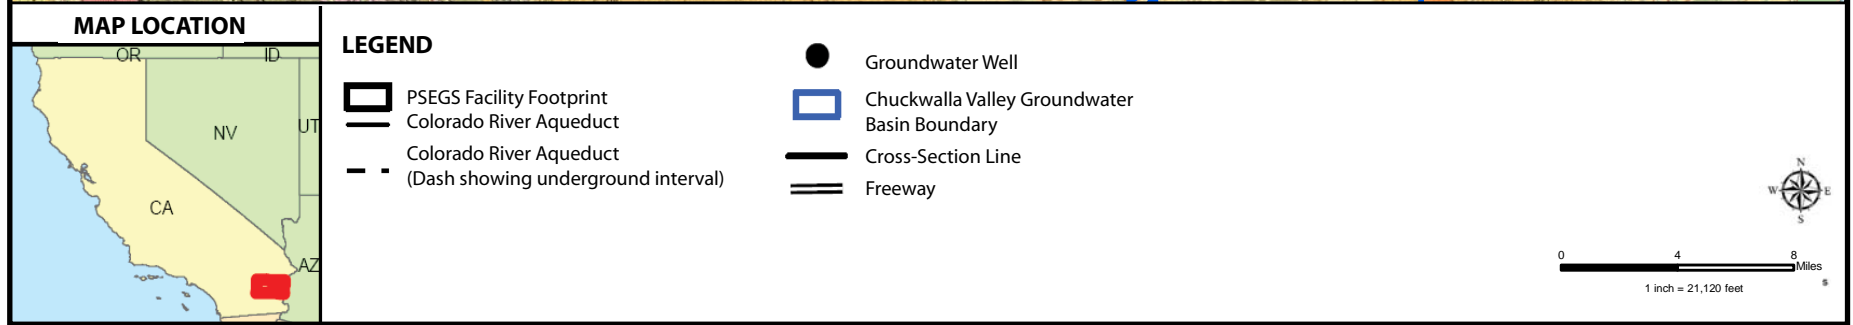 MAP LOCATION
OR
ID
NV
UT
CA
AZ
LEGEND
PSEGS Facility Footprint
Colorado River Aqueduct
Colorado River Aqueduct
(Dash showing underground interval)
Groundwater Well
Chuckwalla Valley Groundwater
Basin Boundary
Cross-Section Line
Freeway
N
W
E
S
0
4
8
Miles
1 inch = 21,120 feet
s